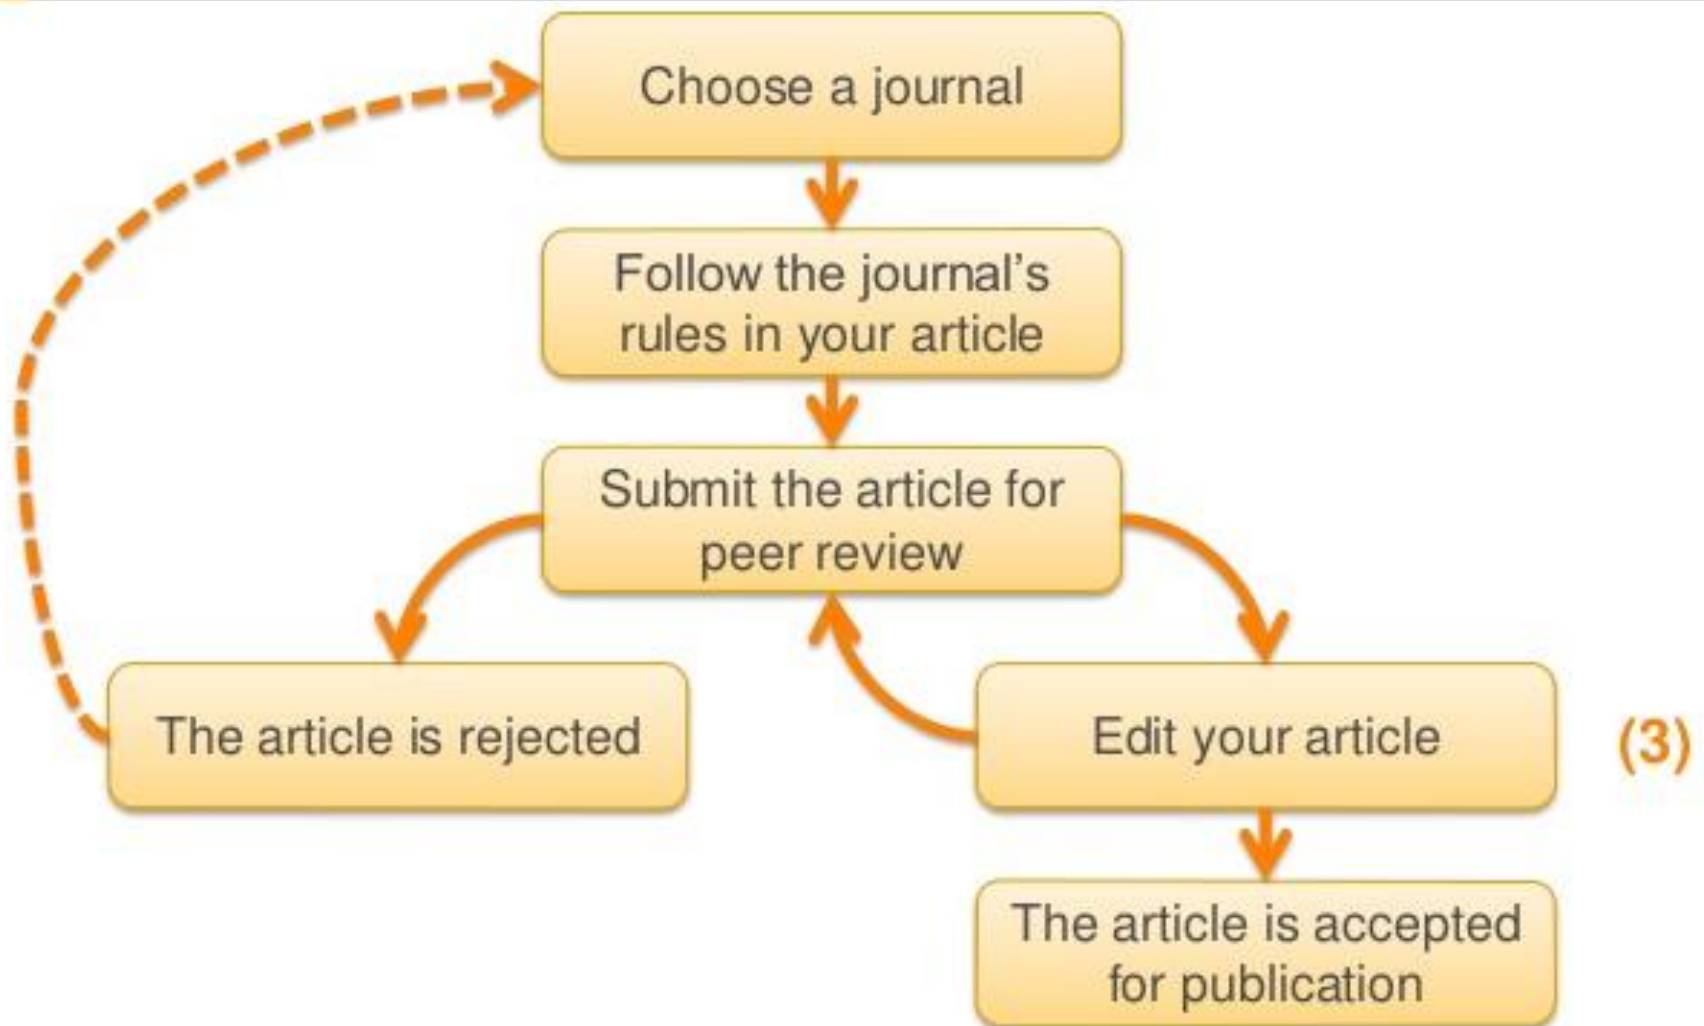 Choose a journal
Follow the journal’s
rules in your article
Submit the article for
peer review
The article is rejected
Edit your article
(3)
The article is accepted
for publication